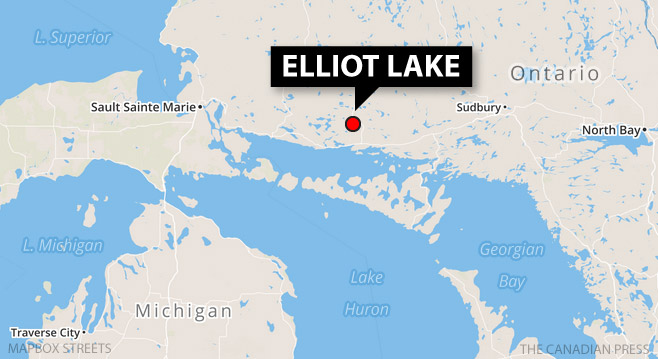 L. Superior
ELLIOT LAKE
Ontario
Sault Sainte Marie
Sudbury
North Bay
L. Michigan
Georgian
Bay
Lake
Huron
Michigan
Traverse City
MAPBOX STREETS
THE CANADIAN PRESS